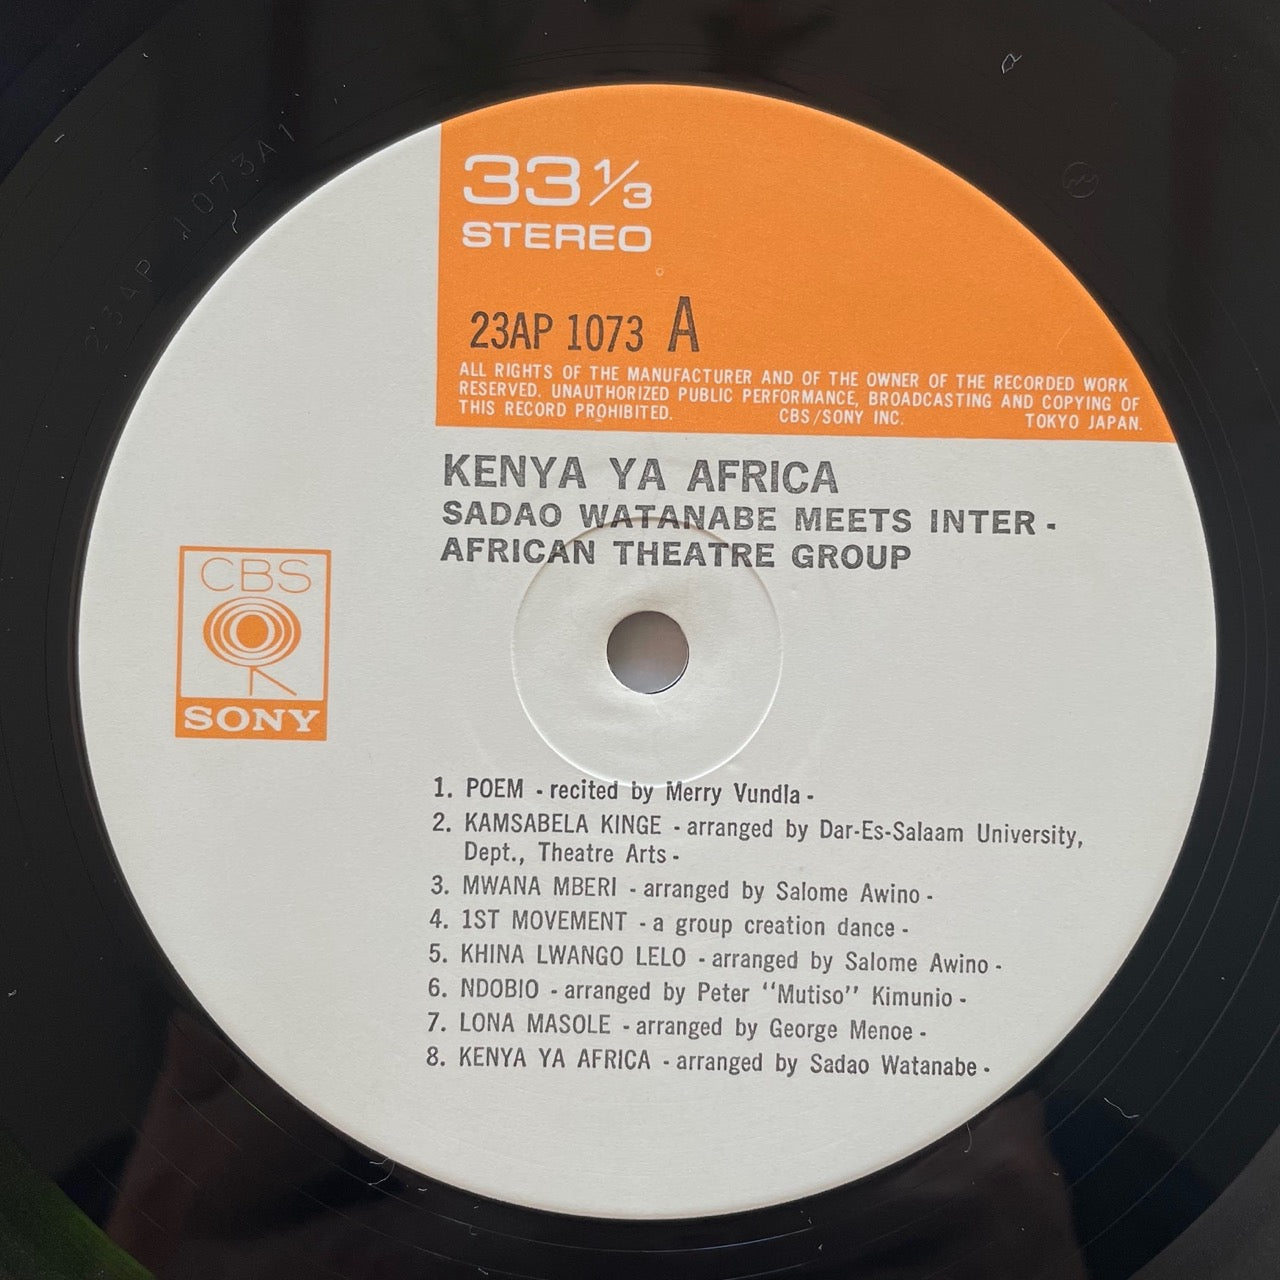 33 1/3
STEREO
23AP 1073 A
ALL RIGHTS OF THE MANUFACTURER AND OF THE OWNER OF THE RECORDED WORK
RESERVED. UNAUTHORIZED PUBLIC PERFORMANCE, BROADCASTING AND COPYING OF
THIS RECORD PROHIBITED. CBS/SONY INC. TOKYO JAPAN.
KENYA YA AFRICA
SADAO WATANABE MEETS INTER-
AFRICAN THEATRE GROUP
CBS
SONY
1. POEM - recited by Merry Vundla -
2. KAMSABELA KINGE - arranged by Dar-Es-Salaam University,
Dept., Theatre Arts -
3. MWANA MBERI - arranged by Salome Awino -
4. 1ST MOVEMENT - a group creation dance -
5. KHINA LWANGO LELO - arranged by Salome Awino -
6. NDOBIO - arranged by Peter "Mutiso" Kimunio -
7. LONA MASOLE - arranged by George Menoe -
8. KENYA YA AFRICA - arranged by Sadao Watanabe -
23AP 1073A1